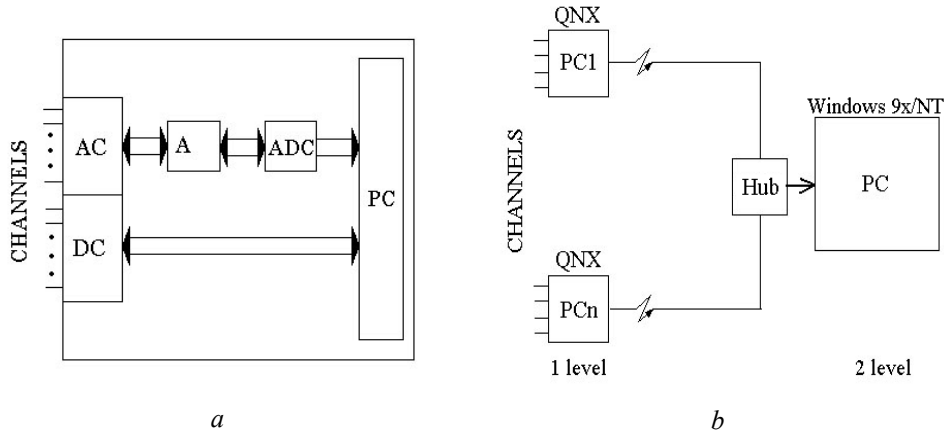 CHANNELS
AC
A
ADC
PC
DC
a
QNX
PC1
CHANNELS
Windows 9x/NT
Hub
PC
QNX
PCn
1 level
2 level
b